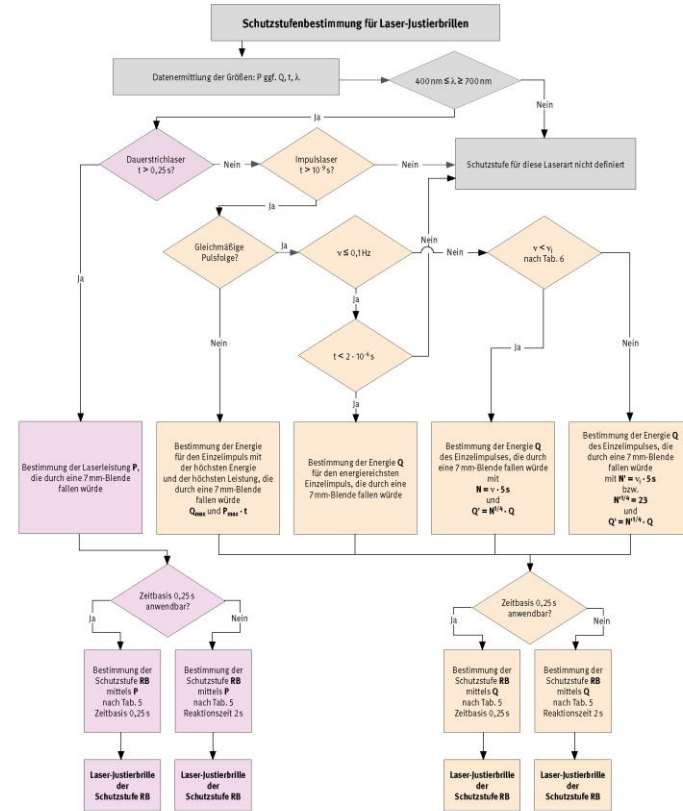 Schutzstufenbestimmung für Laser-Justierbrillen
Datenermittlung der Größen: P ggf. Q, t, λ.
400 nm ≤ λ ≥ 700 nm
Ja
Nein
Dauerstrichlaser
t > 0,25 s?
Nein
Impulslaser
t > 10⁻⁹ s?
Nein
Schutzstufe für diese Laserart nicht definiert
Ja
Ja
Gleichmäßige
Pulsfolge?
Ja
ν ≤ 0,1 Hz
Nein
Nein
ν < νᵢ
nach Tab. 6
Ja
Nein
t < 2 · 10⁻⁶ s
Ja
Nein
Ja
Bestimmung der Laserleistung P,
die durch eine 7 mm-Blende
fallen würde
Bestimmung der Energie
für den Einzelimpuls mit
der höchsten Energie
und der höchsten Leistung, die
durch eine 7 mm-Blende
fallen würde
Qmax und Pmax · t
Bestimmung der Energie Q
für den energiereichsten
Einzelimpuls, die durch eine
7 mm-Blende fallen würde
Bestimmung der Energie Q
des Einzelimpulses, die durch
eine 7 mm-Blende fallen würde
mit
N = ν · 5 s
und
Q' = N¹ᐟ⁴ · Q
Bestimmung der Energie Q
des Einzelimpulses, die
durch eine 7 mm-Blende
fallen würde
mit N' = νᵢ · 5 s
bzw.
N'¹ᐟ⁴ = 23
und
Q' = N'¹ᐟ⁴ · Q
Zeitbasis 0,25 s
anwendbar?
Ja
Nein
Zeitbasis 0,25 s
anwendbar?
Ja
Nein
Bestimmung der
Schutzstufe RB
mittels P
nach Tab. 5
Zeitbasis 0,25 s
Bestimmung der
Schutzstufe RB
mittels P
nach Tab. 5
Reaktionszeit 2 s
Bestimmung der
Schutzstufe RB
mittels Q
nach Tab. 5
Zeitbasis 0,25 s
Bestimmung der
Schutzstufe RB
mittels Q
nach Tab. 5
Reaktionszeit 2 s
Laser-Justierbrille
der
Schutzstufe RB
Laser-Justierbrille
der
Schutzstufe RB
Laser-Justierbrille
der
Schutzstufe RB
Laser-Justierbrille
der
Schutzstufe RB